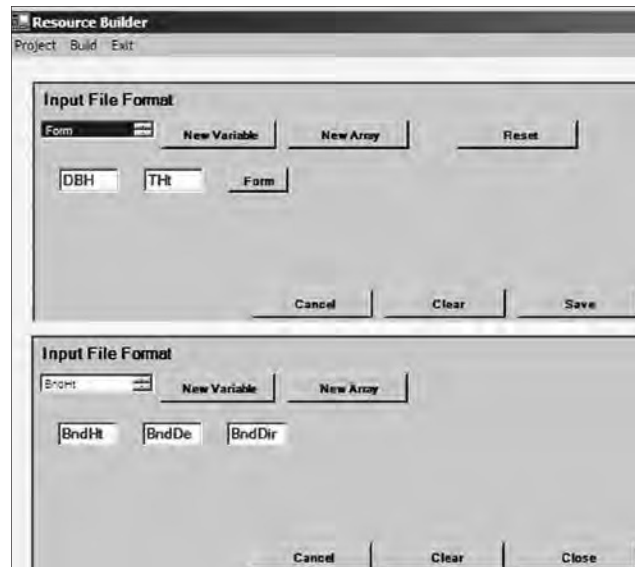 Resource Builder
Project Build Exit
Input File Format
Form New Variable New Array Reset
DBH THt Form
Cancel Clear Save
Input File Format
BndHt New Variable New Array
BndHt BndDe BndDir
Cancel Clear Close